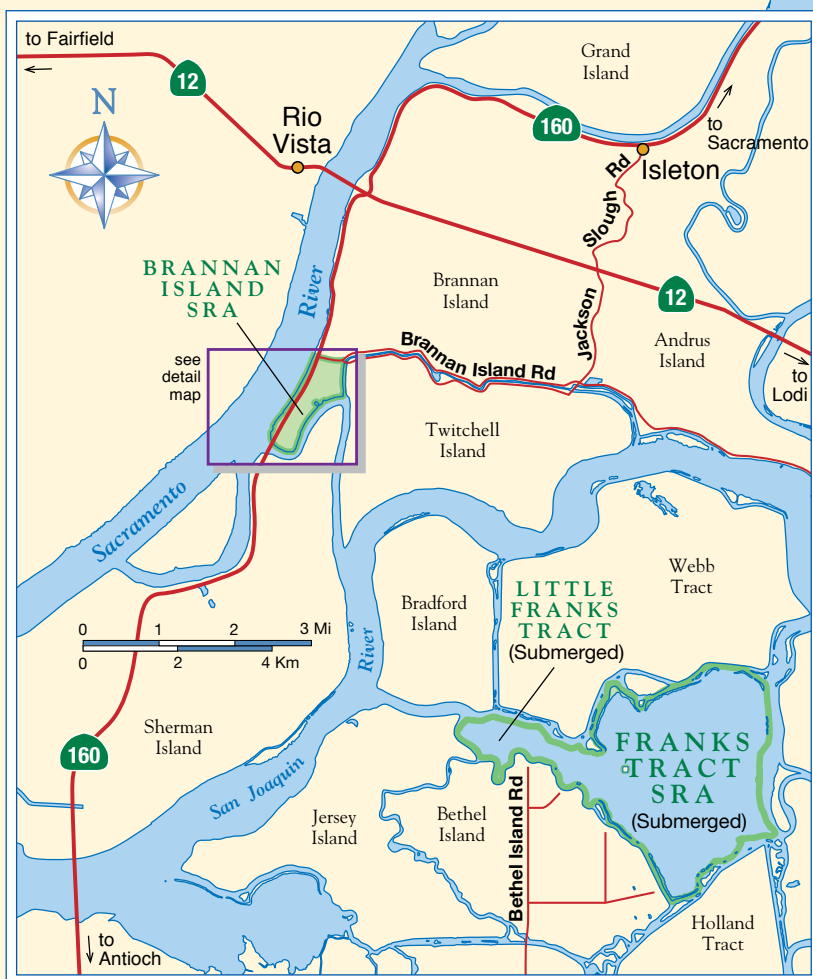 to Fairfield
12
N
Rio
Vista
Grand
Island
160
to
Sacramento
Isleton
Jackson Slough Rd
BRANNAN
ISLAND
SRA
River
Brannan
Island
12
Andrus
Island
see
detail
map
Brannan Island Rd
to
Lodi
Twitchell
Island
Sacramento
Webb
Tract
LITTLE
FRANKS
TRACT
(Submerged)
Bradford
Island
0 1 2 3 Mi
0 2 4 Km
River
Sherman
Island
160
San Joaquin
FRANKS
TRACT
SRA
(Submerged)
Jersey
Island
Bethel
Island
Bethel Island Rd
Holland
Tract
to
Antioch